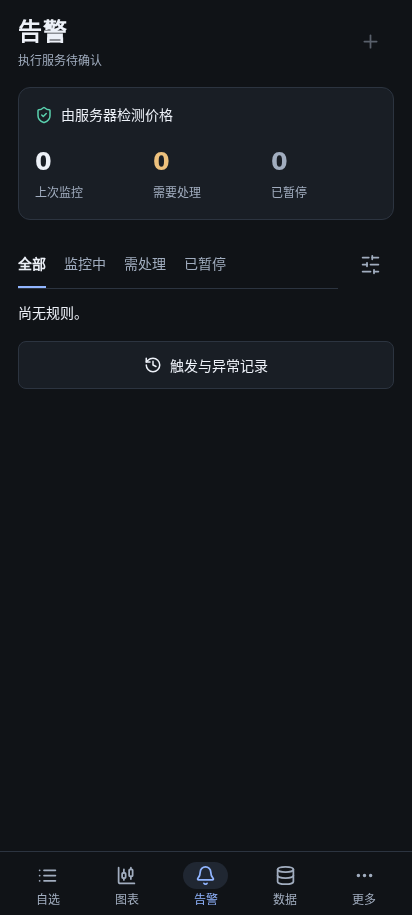 告警
执行服务待确认
由服务器检测价格
0 0 0
上次监控 需要处理 已暂停
全部 监控中 需处理 已暂停
尚无规则。
触发与异常记录
自选 图表 告警 数据 更多